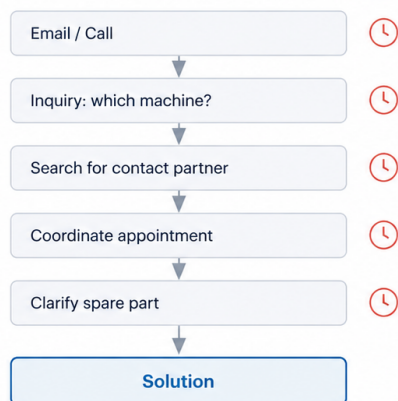 Email / Call
Inquiry: which machine?
Search for contact partner
Coordinate appointment
Clarify spare part
Solution